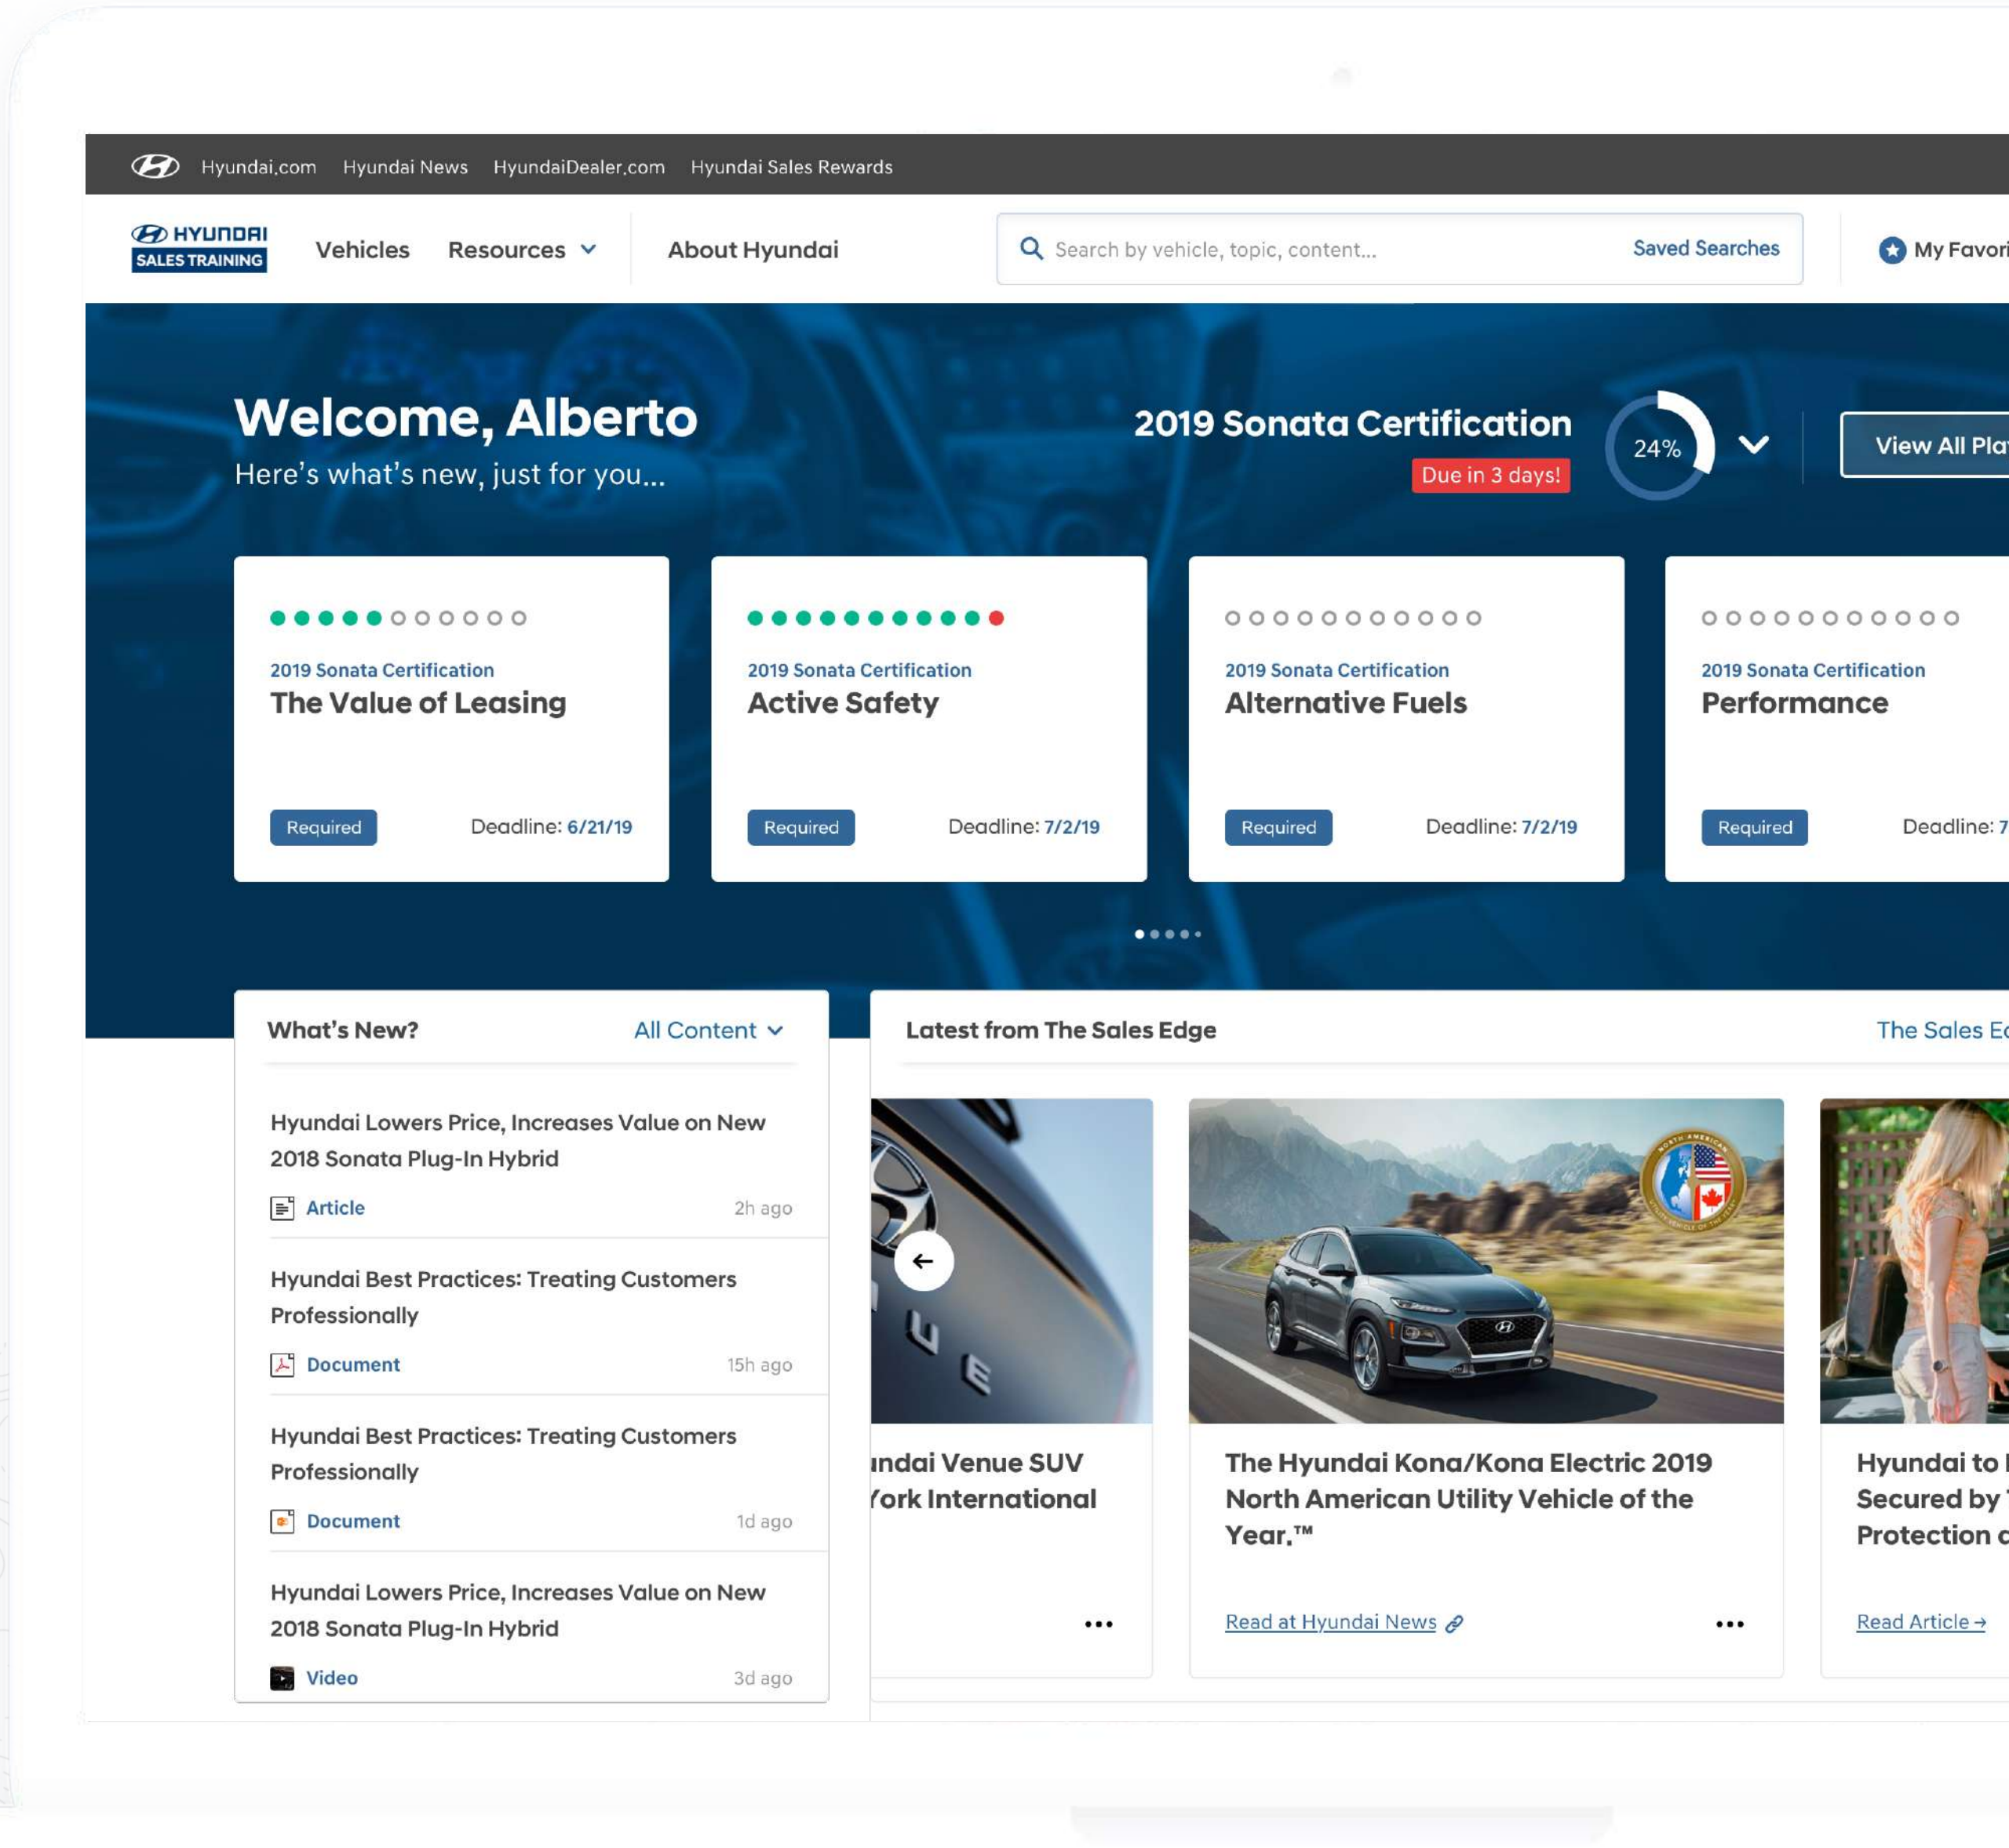 Hyundai.com Hyundai News HyundaiDealer.com Hyundai Sales Rewards
HYUNDAI
SALES TRAINING
Vehicles Resources About Hyundai
Search by vehicle, topic, content...
Saved Searches
My Favori
Welcome, Alberto
Here's what's new, just for you...
2019 Sonata Certification
Due in 3 days!
24%
View All Pla
2019 Sonata Certification
The Value of Leasing
Required Deadline: 6/21/19
2019 Sonata Certification
Active Safety
Required Deadline: 7/2/19
2019 Sonata Certification
Alternative Fuels
Required Deadline: 7/2/19
2019 Sonata Certification
Performance
Required Deadline: 7
What's New? All Content
Hyundai Lowers Price, Increases Value on New
2018 Sonata Plug-In Hybrid
Article 2h ago
Hyundai Best Practices: Treating Customers
Professionally
Document 15h ago
Hyundai Best Practices: Treating Customers
Professionally
Document 1d ago
Hyundai Lowers Price, Increases Value on New
2018 Sonata Plug-In Hybrid
Video 3d ago
Latest from The Sales Edge
The Sales Ed
U E
undai Venue SUV
York International
NORTH AMERICAN
UTILITY VEHICLE OF THE YEAR
The Hyundai Kona/Kona Electric 2019
North American Utility Vehicle of the
Year.™
Read at Hyundai News
Hyundai to
Secured by
Protection
Read Article →